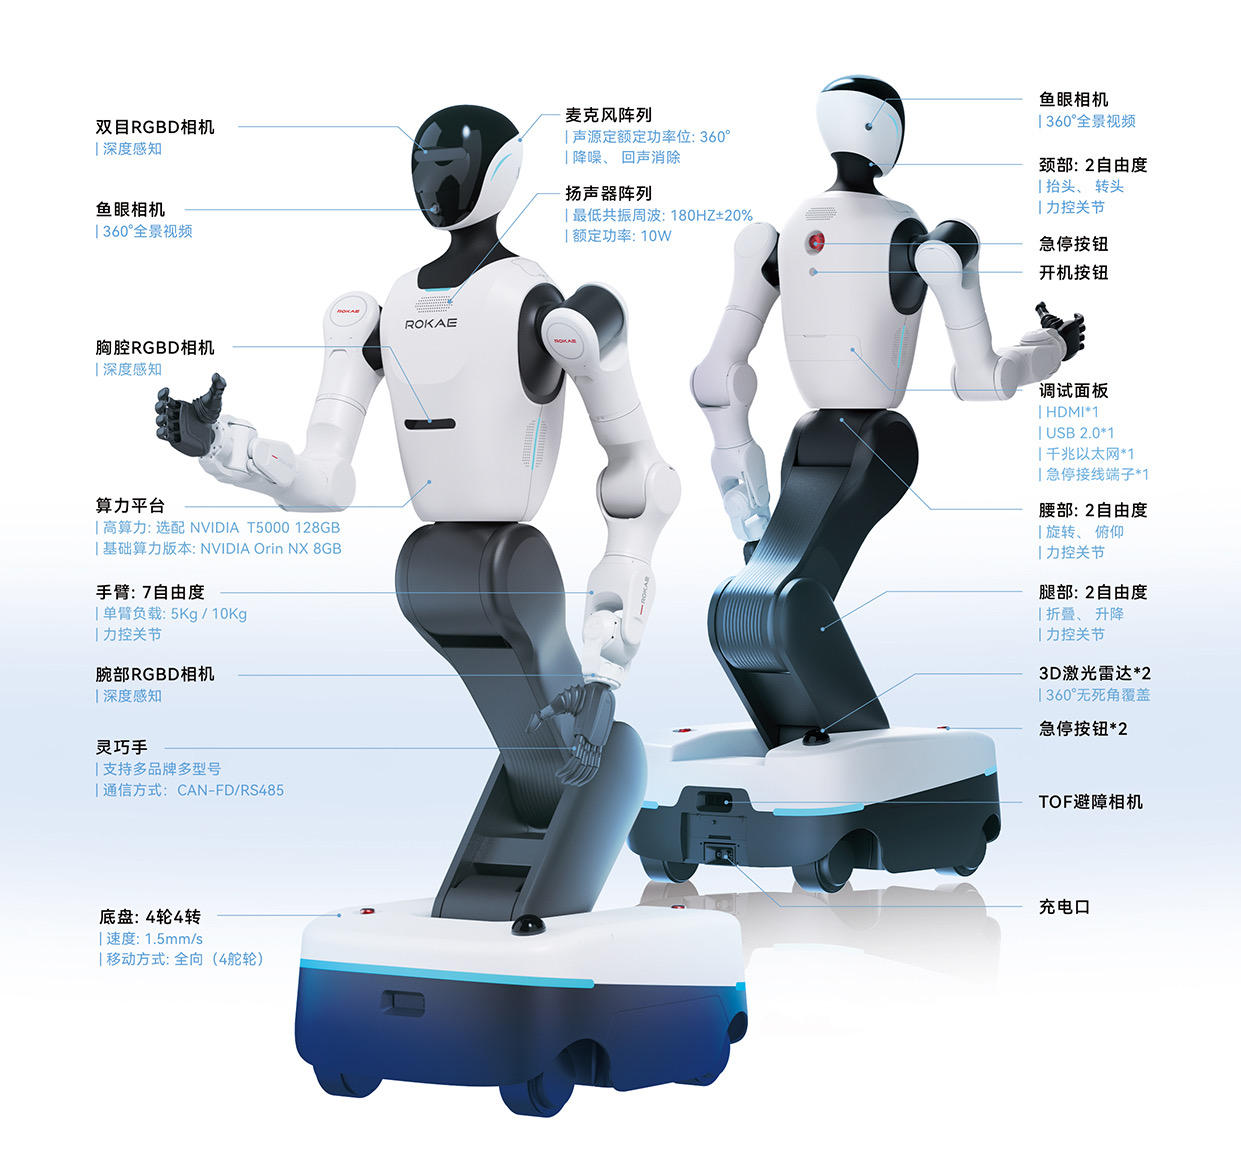 双目RGBD相机
| 深度感知
鱼眼相机
| 360°全景视频
胸腔RGBD相机
| 深度感知
算力平台
| 高算力: 选配 NVIDIA T5000 128GB
| 基础算力版本: NVIDIA Orin NX 8GB
手臂: 7自由度
| 单臂负载: 5Kg / 10Kg
| 力控关节
腕部RGBD相机
| 深度感知
灵巧手
| 支持多品牌多型号
| 通信方式: CAN-FD/RS485
底盘: 4轮4转
| 速度: 1.5mm/s
| 移动方式: 全向（4舵轮）
麦克风阵列
| 声源定额定功率位: 360°
| 降噪、 回声消除
扬声器阵列
| 最低共振周波: 180HZ±20%
| 额定功率: 10W
ROKAE
ROKAE
ROKAE
ROKAE
鱼眼相机
| 360°全景视频
颈部: 2自由度
| 抬头、 转头
| 力控关节
急停按钮
开机按钮
调试面板
| HDMI*1
| USB 2.0*1
| 千兆以太网*1
| 急停接线端子*1
腰部: 2自由度
| 旋转、 俯仰
| 力控关节
腿部: 2自由度
| 折叠、 升降
| 力控关节
3D激光雷达*2
| 360°无死角覆盖
急停按钮*2
TOF避障相机
充电口